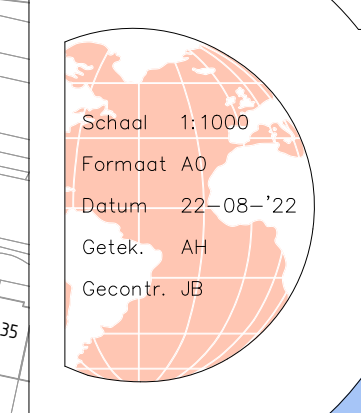 Schaal 1:1000
Formaat A0
Datum 22-08-'22
Getek. AH
Gecontr. JB
35